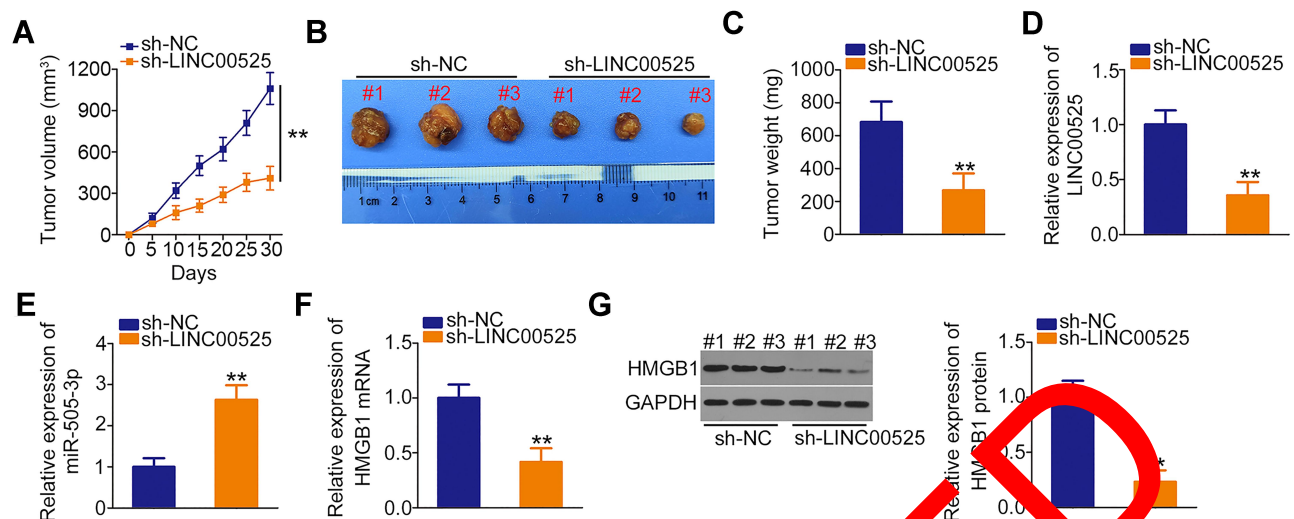 A
sh-NC
sh-LINC00525
Tumor volume (mm³)
1200
900
600
300
0
**
0 5 10 15 20 25 30
Days
B
sh-NC sh-LINC00525
#1 #2 #3 #1 #2 #3
1cm 2 3 4 5 6 7 8 9 10 11
C
sh-NC
sh-LINC00525
Tumor weight (mg)
1000
800
600
400
200
0
**
D
sh-NC
sh-LINC00525
Relative expression of
LINC00525
1.5
1.0
0.5
0.0
**
E
sh-NC
sh-LINC00525
Relative expression of
miR-505-3p
4
3
2
1
0
**
F
sh-NC
sh-LINC00525
Relative expression of
HMGB1 mRNA
1.5
1.0
0.5
0.0
**
G
#1 #2 #3 #1 #2 #3
HMGB1
GAPDH
sh-NC sh-LINC00525
sh-NC
sh-LINC00525
Relative expression of
HMGB1 protein
1.5
1.0
0.5
0.0
*